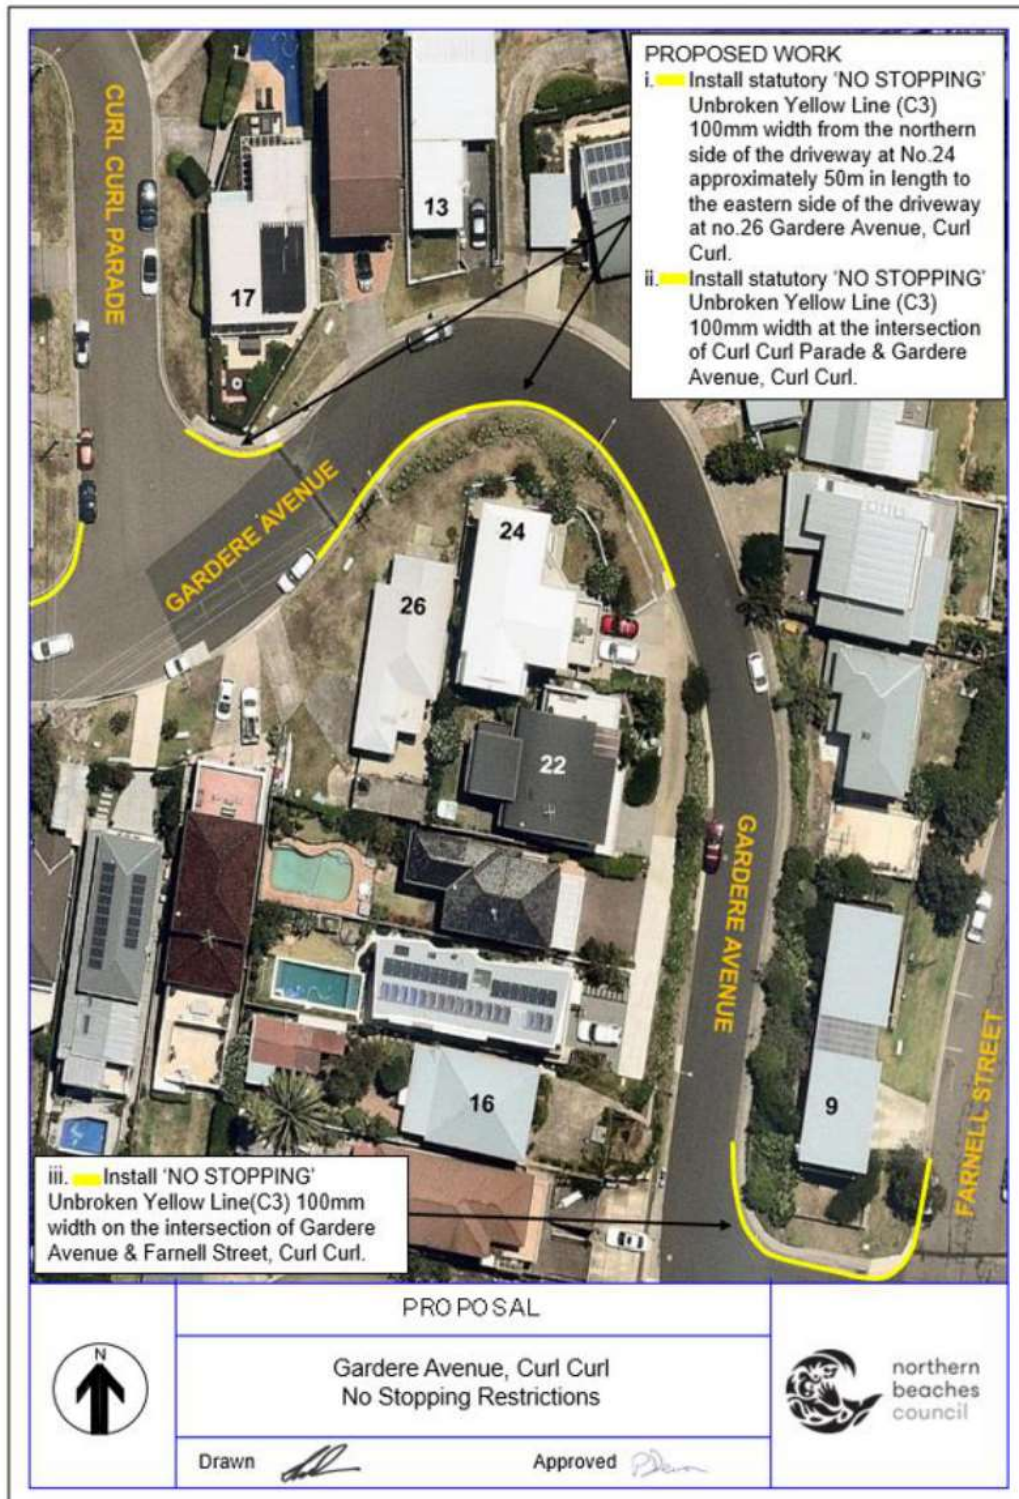 PROPOSED WORK
i. Install statutory 'NO STOPPING'
Unbroken Yellow Line (C3)
100mm width from the northern
side of the driveway at No.24
approximately 50m in length to
the eastern side of the driveway
at no.26 Gardere Avenue, Curl
Curl.
ii. Install statutory 'NO STOPPING'
Unbroken Yellow Line (C3)
100mm width at the intersection
of Curl Curl Parade & Gardere
Avenue, Curl Curl.
CURL CURL PARADE
13
17
GARDERE AVENUE
24
26
22
GARDERE AVENUE
16
9
FARNELL STREET
iii. Install 'NO STOPPING'
Unbroken Yellow Line(C3) 100mm
width on the intersection of Gardere
Avenue & Farnell Street, Curl Curl.
N
PROPOSAL
Gardere Avenue, Curl Curl
No Stopping Restrictions
Drawn
Approved
northern
beaches
council